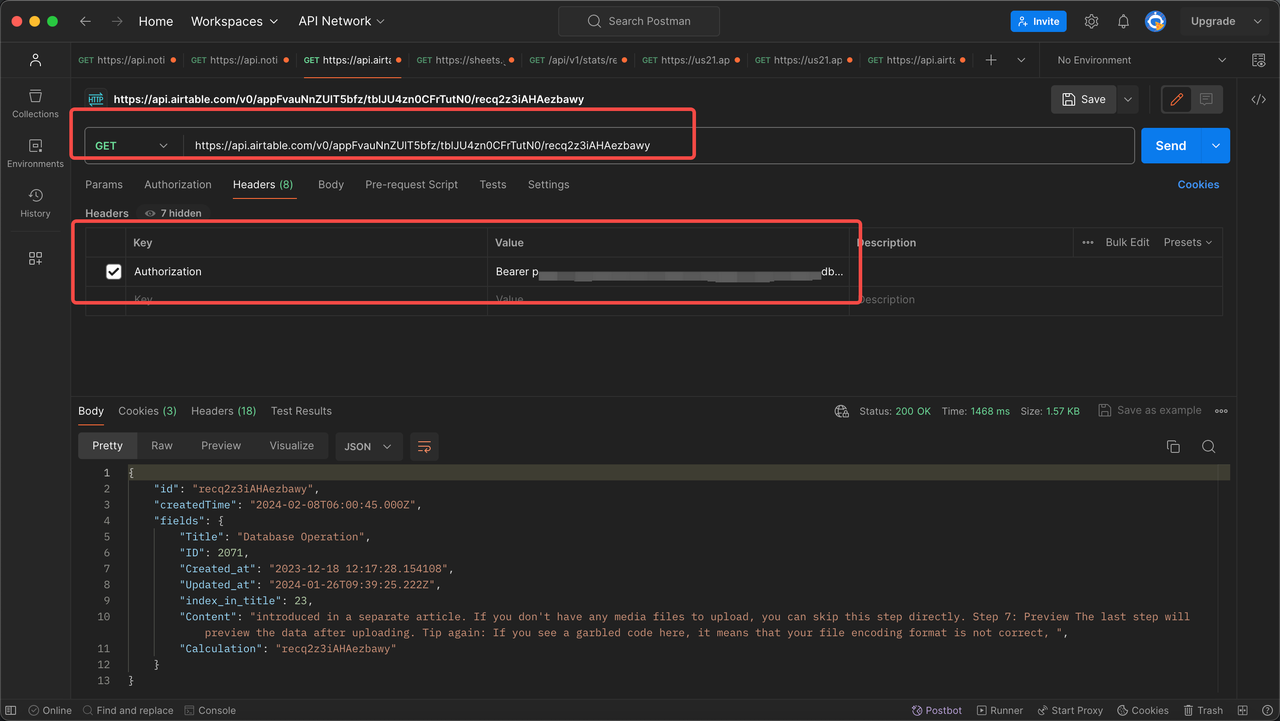 Home Workspaces API Network Search Postman Invite Upgrade
GET https://api.noti GET https://api.noti GET https://api.airta GET https://sheets. GET /api/v1/stats/re GET https://us21.ap GET https://us21.ap GET https://api.airta No Environment
HTTP https://api.airtable.com/v0/appFvauNnZUlT5bfz/tblJU4zn0CFrTutN0/recq2z3iAHAezbawy Save
Collections
GET https://api.airtable.com/v0/appFvauNnZUlT5bfz/tblJU4zn0CFrTutN0/recq2z3iAHAezbawy Send
Environments
Params Authorization Headers (8) Body Pre-request Script Tests Settings Cookies
History
Headers 7 hidden
Key Value Description Bulk Edit Presets
Authorization Bearer p db...
Key Value Description
Body Cookies (3) Headers (18) Test Results Status: 200 OK Time: 1468 ms Size: 1.57 KB Save as example
Pretty Raw Preview Visualize JSON
1 {
2 "id": "recq2z3iAHAezbawy",
3 "createdTime": "2024-02-08T06:00:45.000Z",
4 "fields": {
5 "Title": "Database Operation",
6 "ID": 2071,
7 "Created_at": "2023-12-18 12:17:28.154108",
8 "Updated_at": "2024-01-26T09:39:25.222Z",
9 "index_in_title": 23,
10 "Content": "introduced in a separate article. If you don't have any media files to upload, you can skip this step directly. Step 7: Preview The last step will
preview the data after uploading. Tip again: If you see a garbled code here, it means that your file encoding format is not correct, ",
11 "Calculation": "recq2z3iAHAezbawy"
12 }
13 }
Online Find and replace Console Postbot Runner Start Proxy Cookies Trash